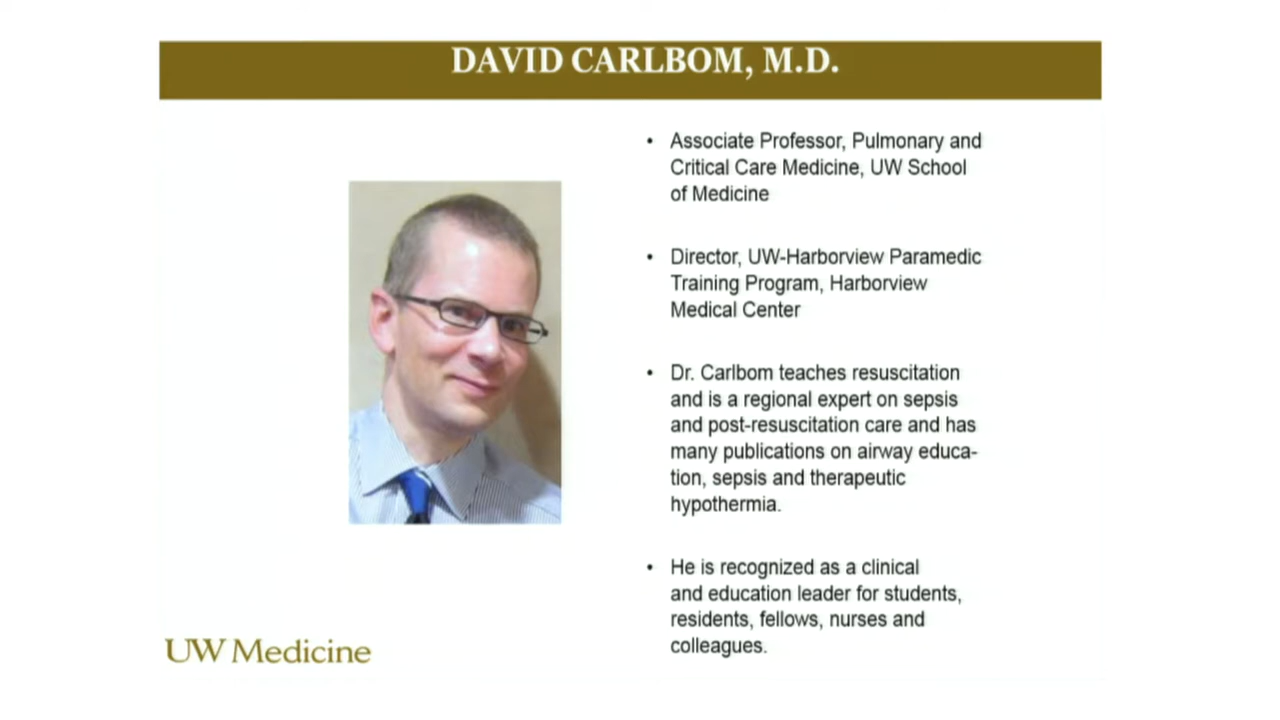 DAVID CARLBOM, M.D.
• Associate Professor, Pulmonary and
Critical Care Medicine, UW School
of Medicine
• Director, UW-Harborview Paramedic
Training Program, Harborview
Medical Center
• Dr. Carlbom teaches resuscitation
and is a regional expert on sepsis
and post-resuscitation care and has
many publications on airway educa-
tion, sepsis and therapeutic
hypothermia.
• He is recognized as a clinical
and education leader for students,
residents, fellows, nurses and
colleagues.
UW Medicine